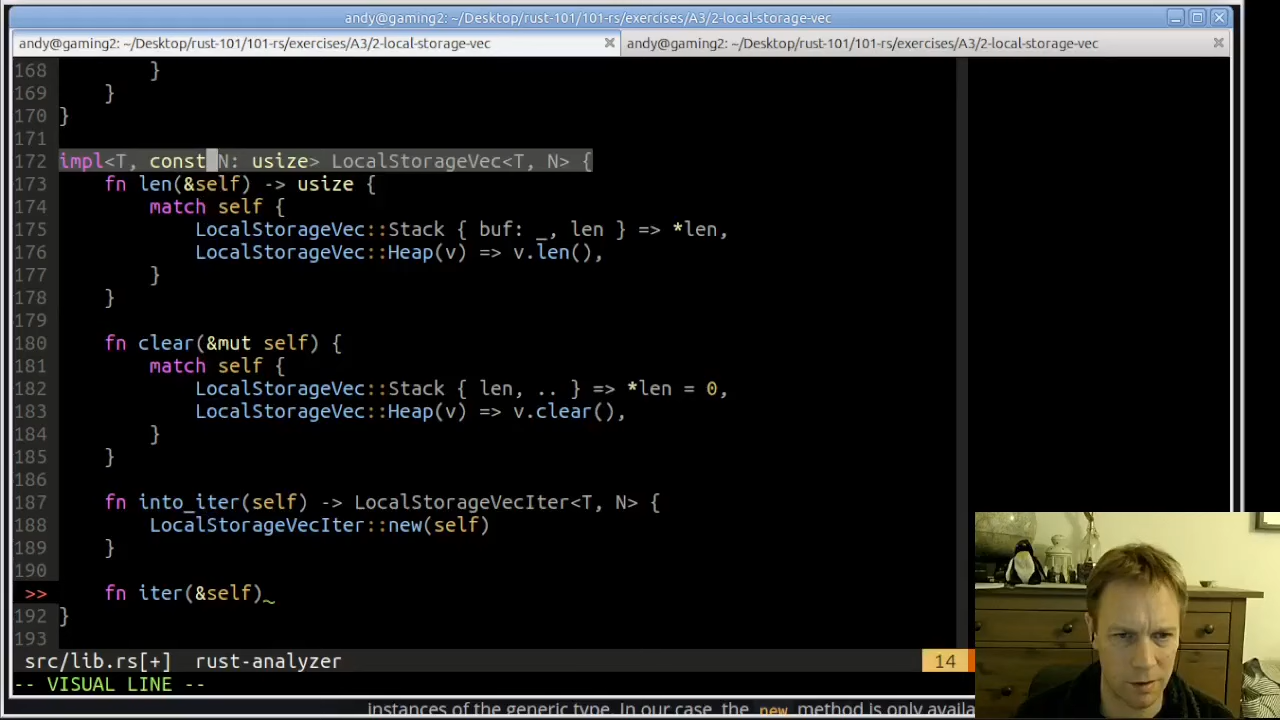 andy@gaming2: ~/Desktop/rust-101/101-rs/exercises/A3/2-local-storage-vec
andy@gaming2: ~/Desktop/rust-101/101-rs/exercises/A3/2-local-storage-vec
andy@gaming2: ~/Desktop/rust-101/101-rs/exercises/A3/2-local-storage-vec
168 }
169 }
170 }
171
172 impl<T, const N: usize> LocalStorageVec<T, N> {
173 fn len(&self) -> usize {
174 match self {
175 LocalStorageVec::Stack { buf: _, len } => *len,
176 LocalStorageVec::Heap(v) => v.len(),
177 }
178 }
179
180 fn clear(&mut self) {
181 match self {
182 LocalStorageVec::Stack { len, .. } => *len = 0,
183 LocalStorageVec::Heap(v) => v.clear(),
184 }
185 }
186
187 fn into_iter(self) -> LocalStorageVecIter<T, N> {
188 LocalStorageVecIter::new(self)
189 }
190
>> fn iter(&self)~
192 }
193
src/lib.rs[+] rust-analyzer 14
-- VISUAL LINE --
instances of the generic type. In our case, the new method is only availa